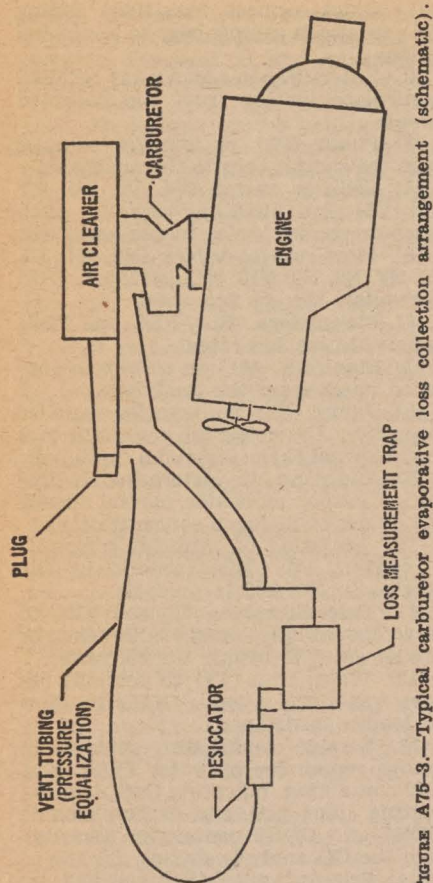 PLUG
AIR CLEANER
CARBURETOR
VENT TUBING
(PRESSURE
EQUALIZATION)
ENGINE
DESICCATOR
LOSS MEASUREMENT TRAP
FIGURE A75-3.—Typical carburetor evaporative loss collection arrangement (schematic).